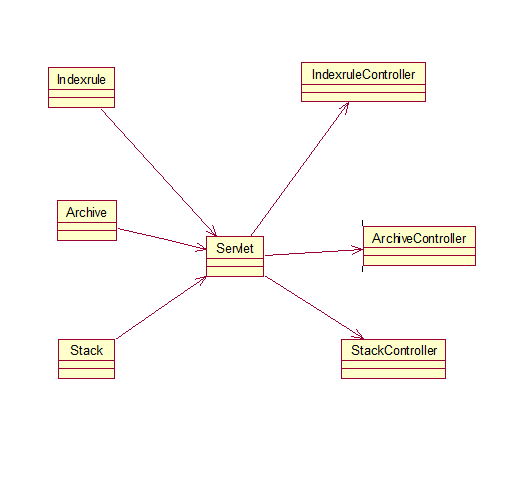 Indexrule
IndexruleController
Archive
Servlet
ArchiveController
Stack
StackController